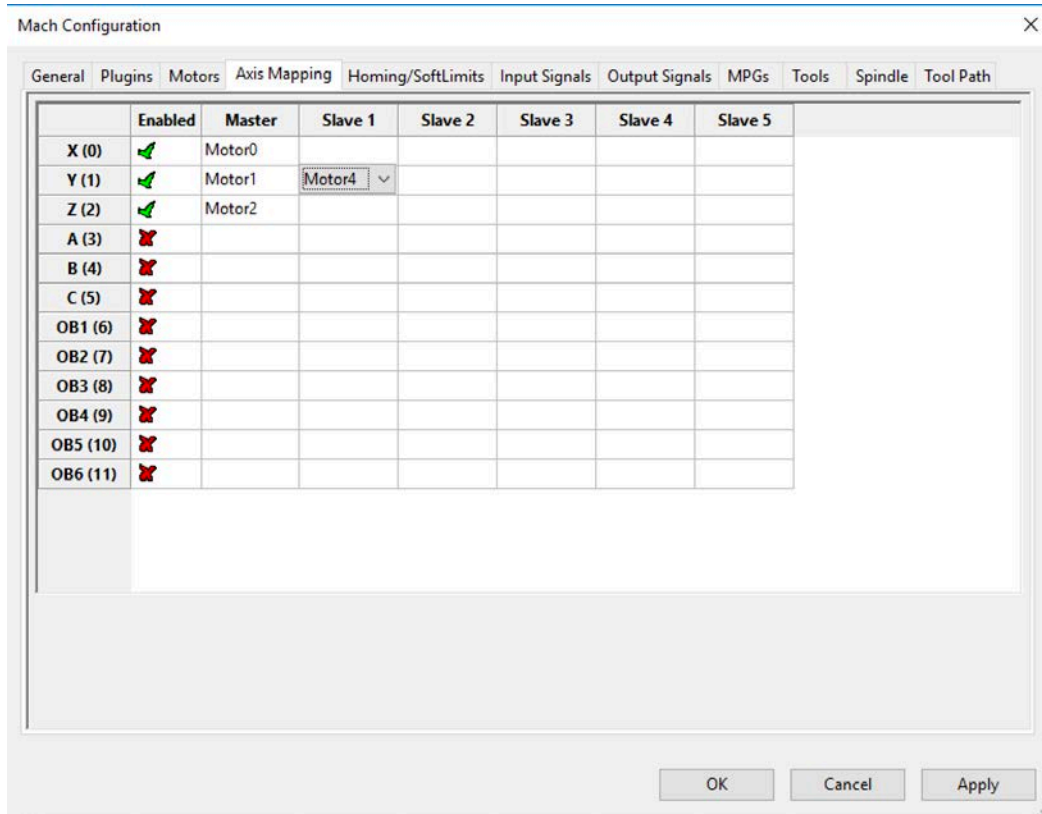 Mach Configuration
General Plugins Motors Axis Mapping Homing/SoftLimits Input Signals Output Signals MPGs Tools Spindle Tool Path
Enabled Master Slave 1 Slave 2 Slave 3 Slave 4 Slave 5
X (0) Motor0
Y (1) Motor1 Motor4
Z (2) Motor2
A (3)
B (4)
C (5)
OB1 (6)
OB2 (7)
OB3 (8)
OB4 (9)
OB5 (10)
OB6 (11)
OK Cancel Apply